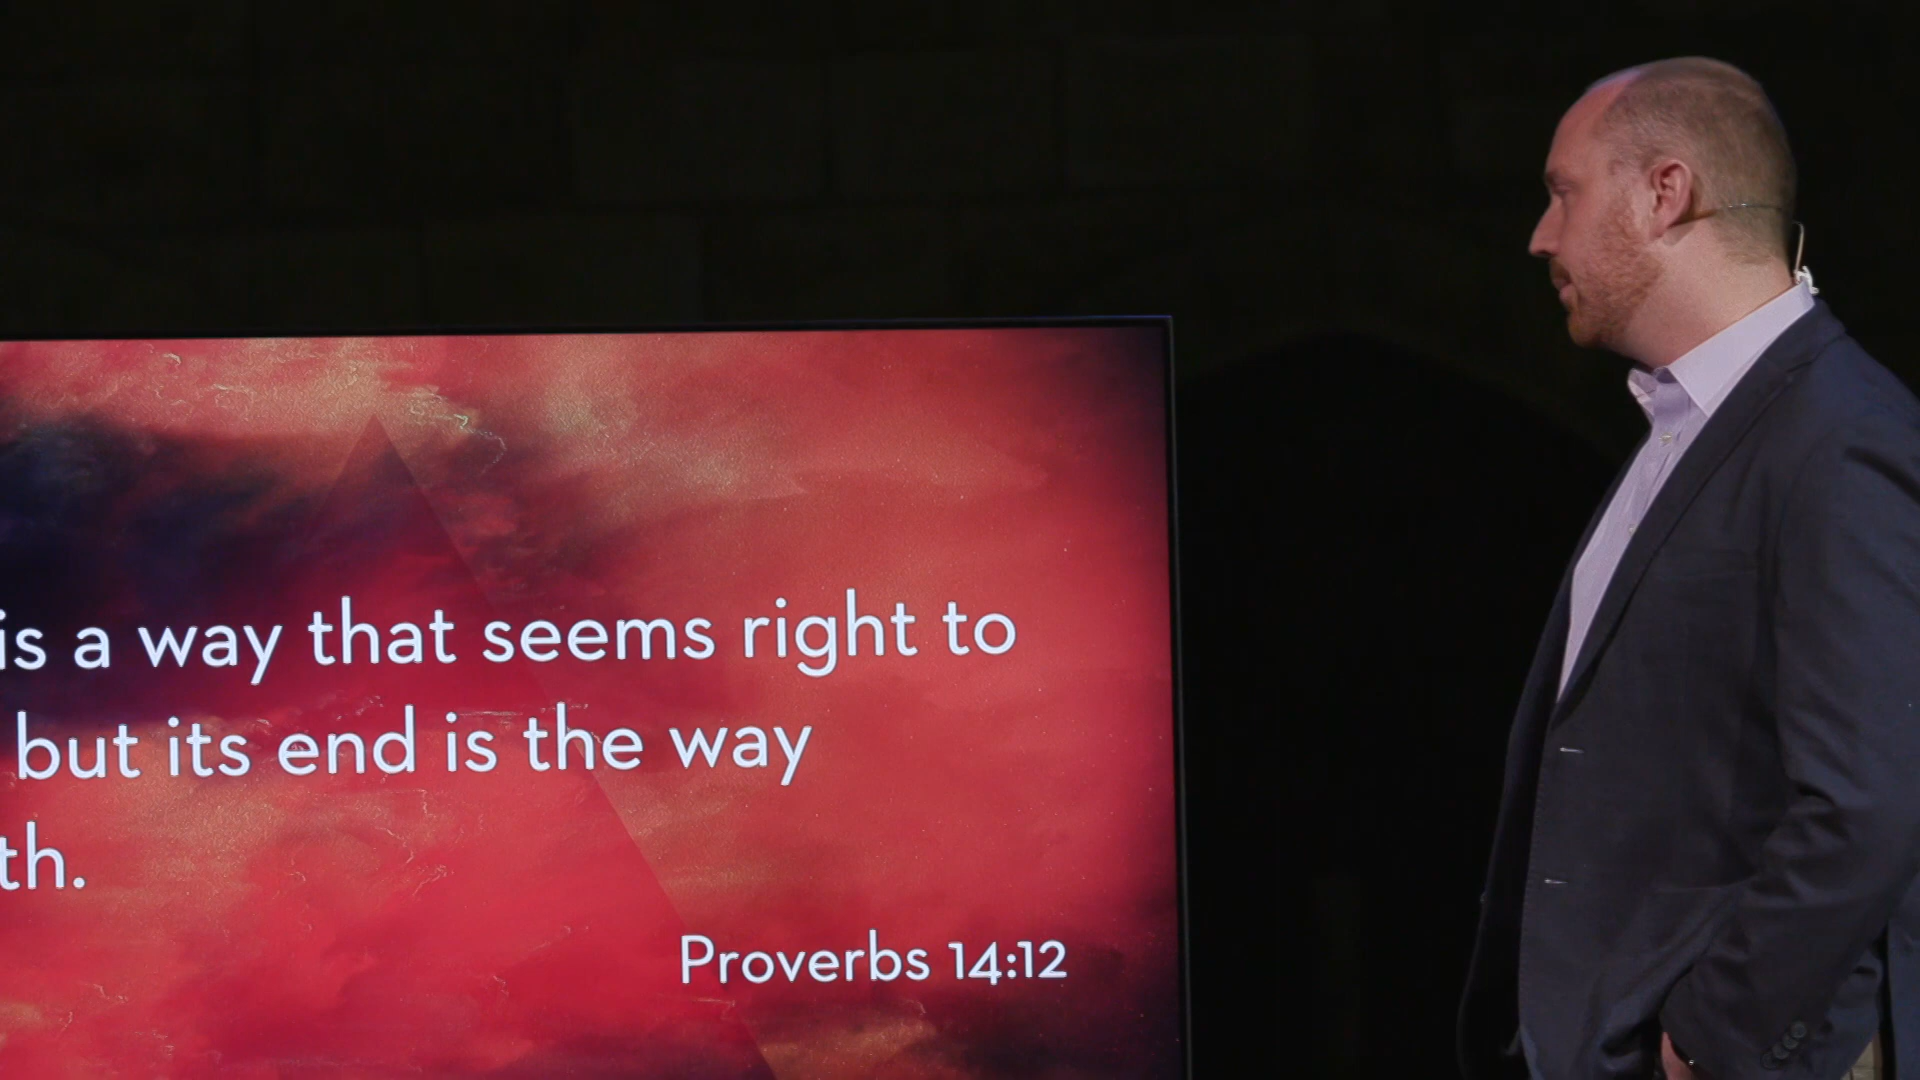 is a way that seems right to
but its end is the way
th.
Proverbs 14:12